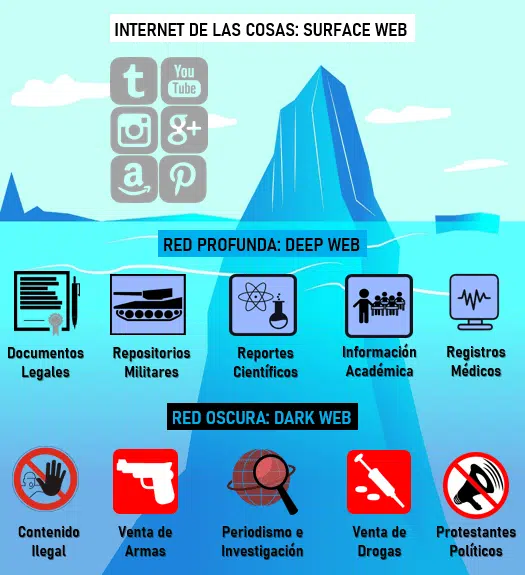 INTERNET DE LAS COSAS: SURFACE WEB
t
You
Tube
g+
a
RED PROFUNDA: DEEP WEB
Documentos
Legales
Repositorios
Militares
Reportes
Científicos
Información
Académica
Registros
Médicos
RED OSCURA: DARK WEB
Contenido
Ilegal
Venta de
Armas
Periodismo e
Investigación
Venta de
Drogas
Protestantes
Políticos